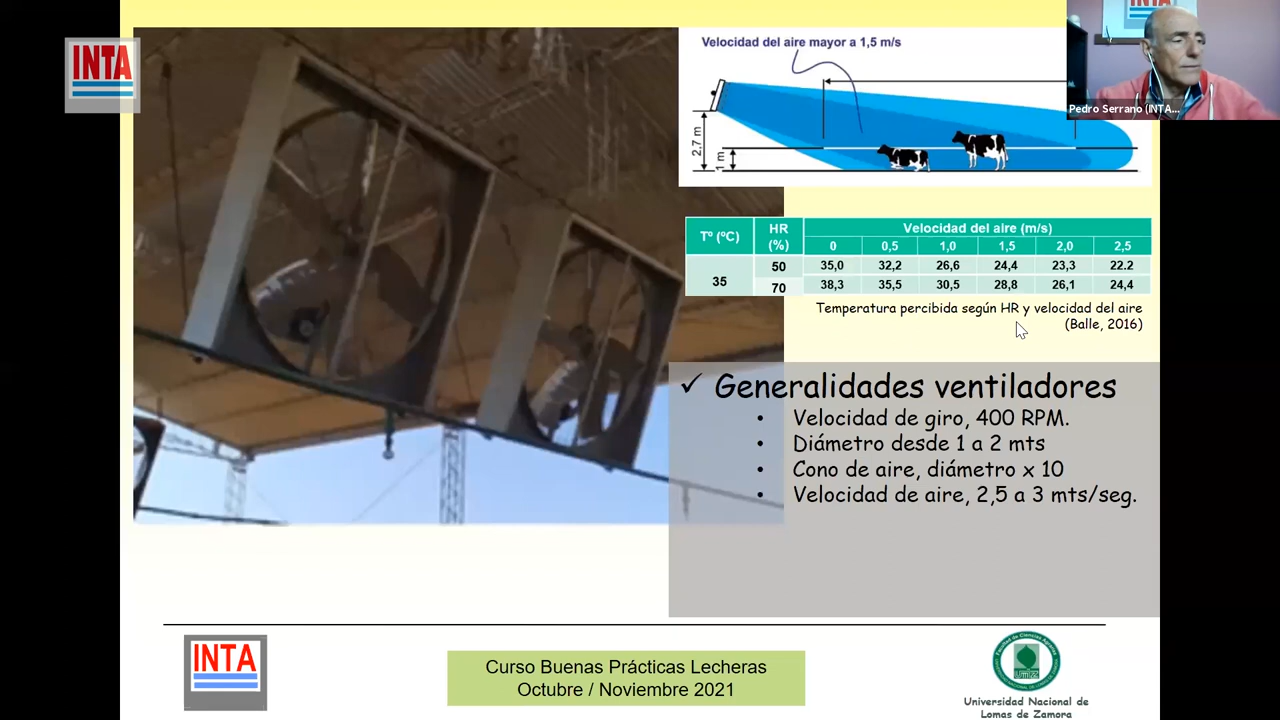 INTA
Velocidad del aire mayor a 1,5 m/s
2,7 m
1 m
Pedro Serrano (INTA...
Tº (ºC)
HR (%)
Velocidad del aire (m/s)
0 0,5 1,0 1,5 2,0 2,5
35
50 35,0 32,2 26,6 24,4 23,3 22.2
70 38,3 35,5 30,5 28,8 26,1 24,4
Temperatura percibida según HR y velocidad del aire
(Balle, 2016)
✓ Generalidades ventiladores
• Velocidad de giro, 400 RPM.
• Diámetro desde 1 a 2 mts
• Cono de aire, diámetro x 10
• Velocidad de aire, 2,5 a 3 mts/seg.
INTA
Curso Buenas Prácticas Lecheras
Octubre / Noviembre 2021
Universidad Nacional de
Lomas de Zamora